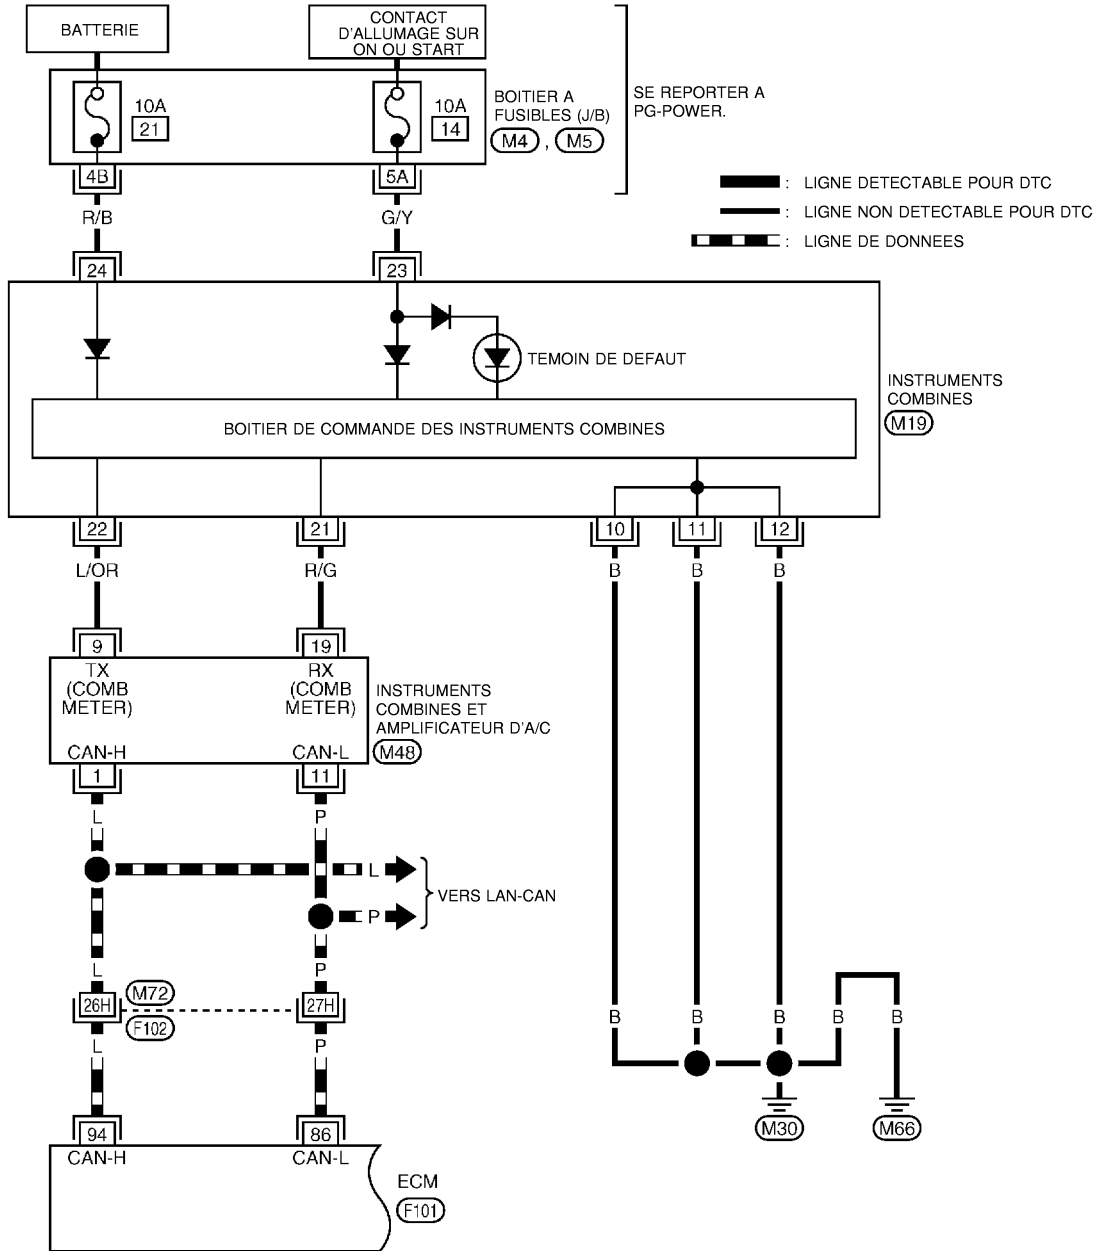 BATTERIE
CONTACT
D'ALLUMAGE SUR
ON OU START
10A
21
10A
14
BOITIER A
FUSIBLES (J/B)
M4 , M5
SE REPORTER A
PG-POWER.
4B
5A
R/B
G/Y
: LIGNE DETECTABLE POUR DTC
: LIGNE NON DETECTABLE POUR DTC
: LIGNE DE DONNEES
24
23
TEMOIN DE DEFAUT
BOITIER DE COMMANDE DES INSTRUMENTS COMBINES
INSTRUMENTS
COMBINES
M19
22
21
10
11
12
L/OR
R/G
B
B
B
9
19
TX
(COMB
METER)
RX
(COMB
METER)
CAN-H
CAN-L
INSTRUMENTS
COMBINES ET
AMPLIFICATEUR D'A/C
M48
1
11
L
P
L
P
VERS LAN-CAN
L
P
26H
M72
F102
27H
L
P
B
B
B
B
B
M30
M66
94
86
CAN-H
CAN-L
ECM
F101